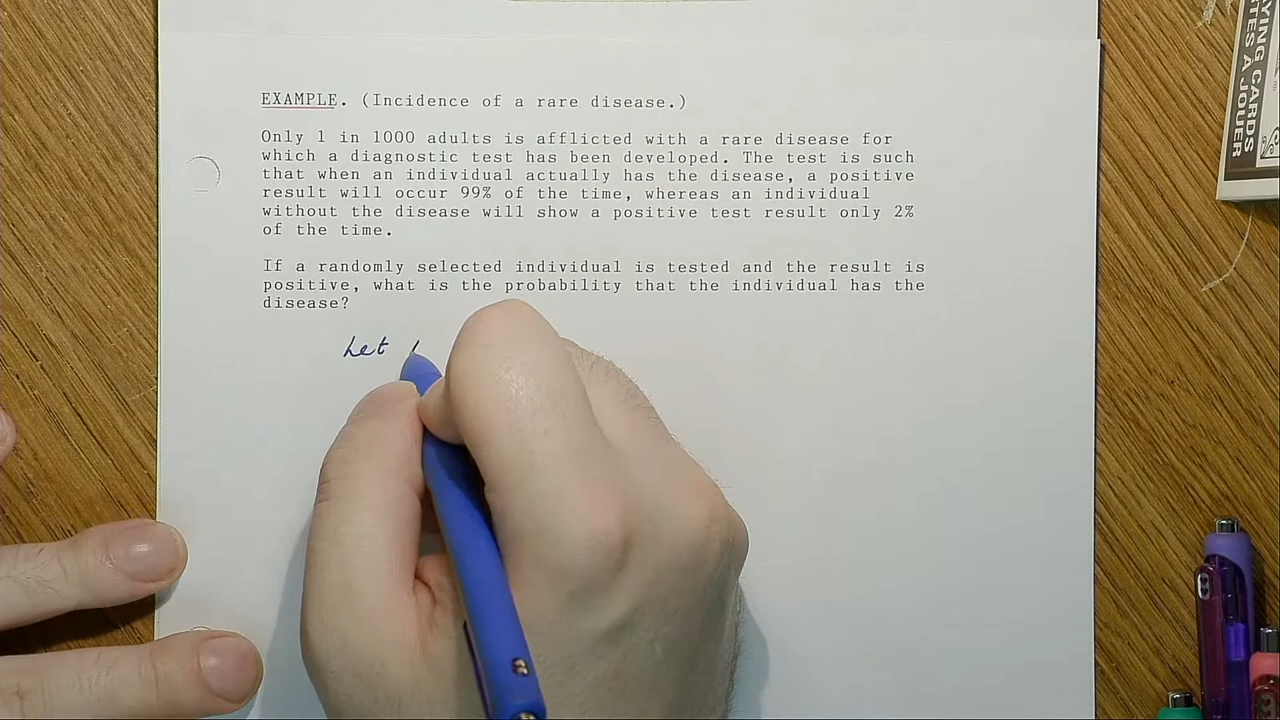 EXAMPLE. (Incidence of a rare disease.)
Only 1 in 1000 adults is afflicted with a rare disease for
which a diagnostic test has been developed. The test is such
that when an individual actually has the disease, a positive
result will occur 99% of the time, whereas an individual
without the disease will show a positive test result only 2%
of the time.
If a randomly selected individual is tested and the result is
positive, what is the probability that the individual has the
disease?
Let
YING CARDS
TES À JOUER